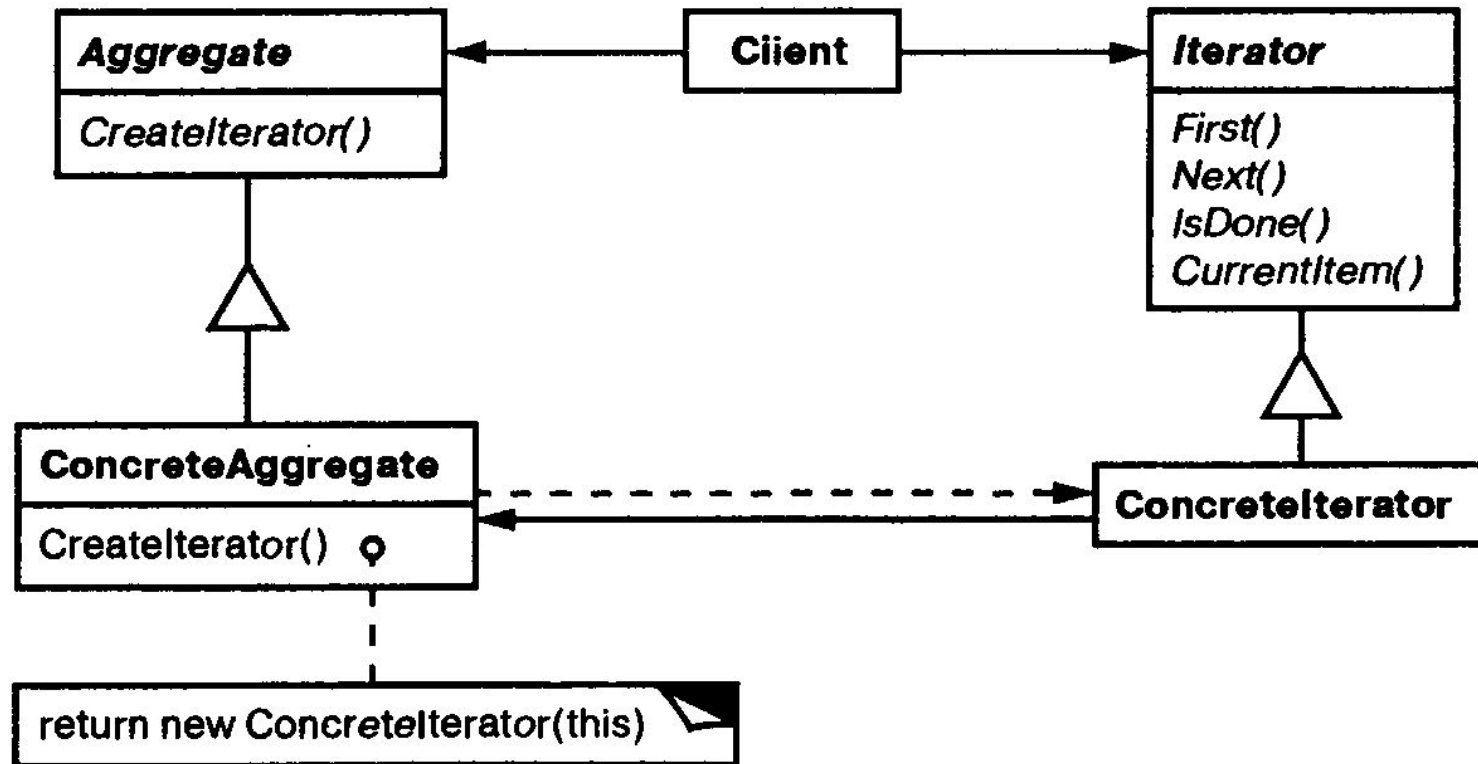 Aggregate
CreateIterator()
Client
Iterator
First()
Next()
IsDone()
CurrentItem()
ConcreteAggregate
CreateIterator()
ConcreteIterator
return new ConcreteIterator(this)